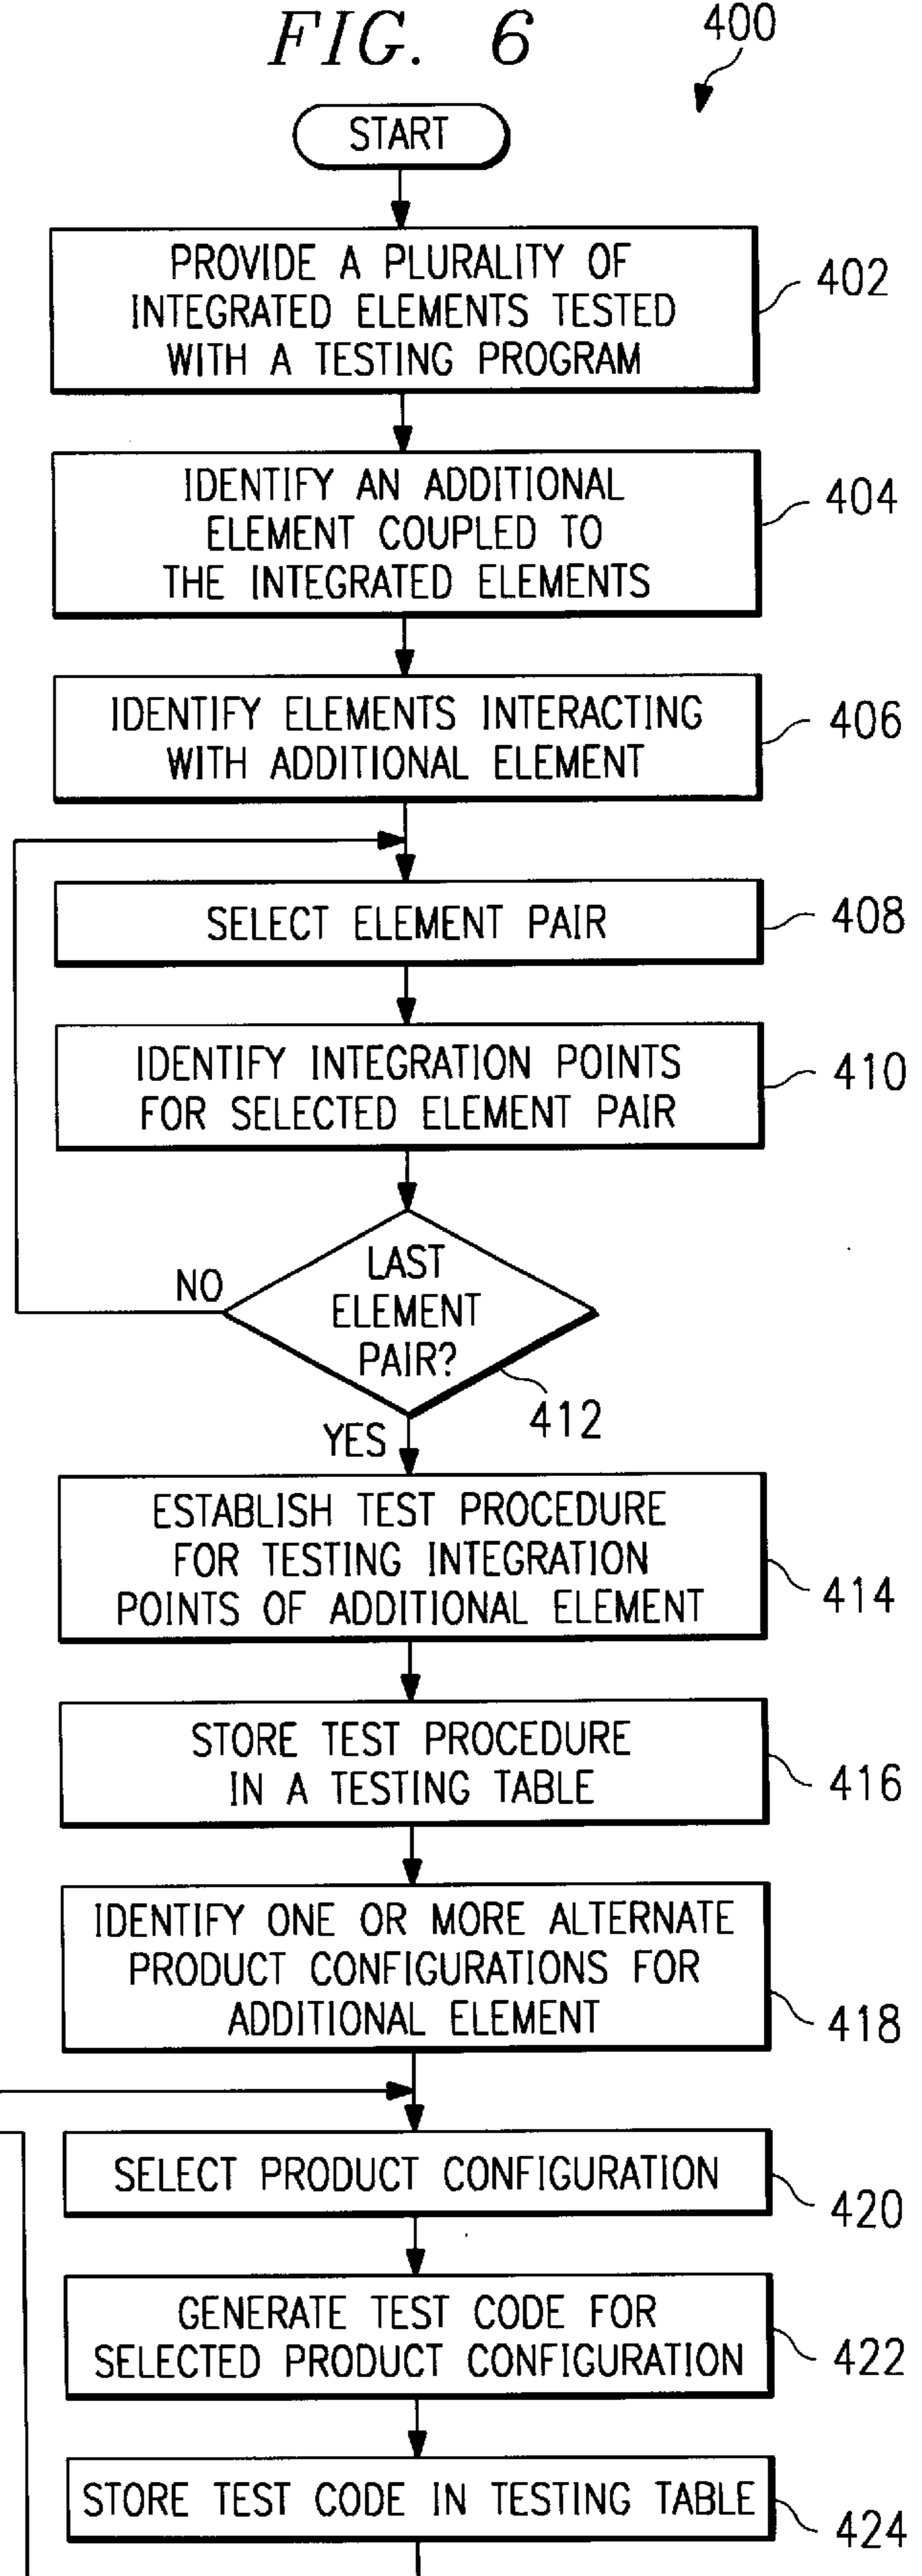 FIG. 6
400
START
PROVIDE A PLURALITY OF
INTEGRATED ELEMENTS TESTED
WITH A TESTING PROGRAM
402
IDENTIFY AN ADDITIONAL
ELEMENT COUPLED TO
THE INTEGRATED ELEMENTS
404
IDENTIFY ELEMENTS INTERACTING
WITH ADDITIONAL ELEMENT
406
SELECT ELEMENT PAIR
408
IDENTIFY INTEGRATION POINTS
FOR SELECTED ELEMENT PAIR
410
LAST
ELEMENT
PAIR?
NO
412
YES
ESTABLISH TEST PROCEDURE
FOR TESTING INTEGRATION
POINTS OF ADDITIONAL ELEMENT
414
STORE TEST PROCEDURE
IN A TESTING TABLE
416
IDENTIFY ONE OR MORE ALTERNATE
PRODUCT CONFIGURATIONS FOR
ADDITIONAL ELEMENT
418
SELECT PRODUCT CONFIGURATION
420
GENERATE TEST CODE FOR
SELECTED PRODUCT CONFIGURATION
422
STORE TEST CODE IN TESTING TABLE
424